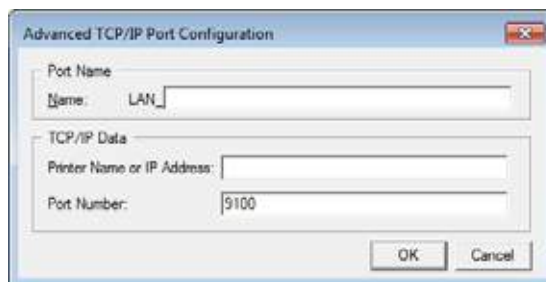 Advanced TCP/IP Port Configuration
Port Name
Name: LAN_
TCP/IP Data
Printer Name or IP Address:
Port Number: 9100
OK Cancel